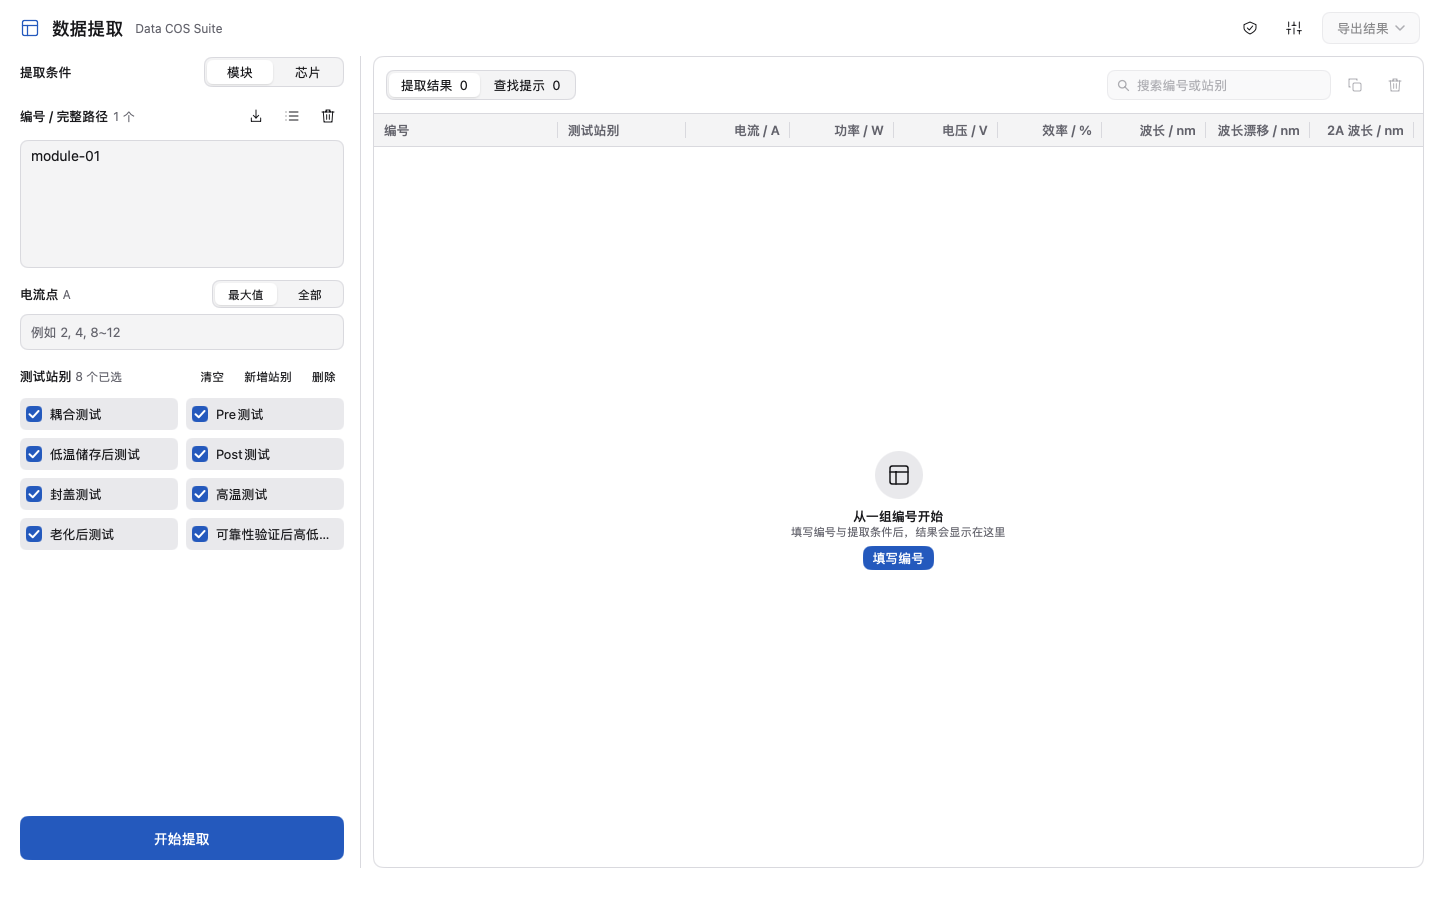 数据提取 Data COS Suite
导出结果
提取条件
模块 芯片
编号 / 完整路径 1 个
module-01
电流点 A
最大值 全部
例如 2, 4, 8~12
测试站别 8 个已选
清空 新增站别 删除
耦合测试 Pre测试
低温储存后测试 Post测试
封盖测试 高温测试
老化后测试 可靠性验证后高低...
开始提取
提取结果 0 查找提示 0
搜索编号或站别
编号 测试站别 电流 / A 功率 / W 电压 / V 效率 / % 波长 / nm 波长漂移 / nm 2A 波长 / nm
从一组编号开始
填写编号与提取条件后，结果会显示在这里
填写编号